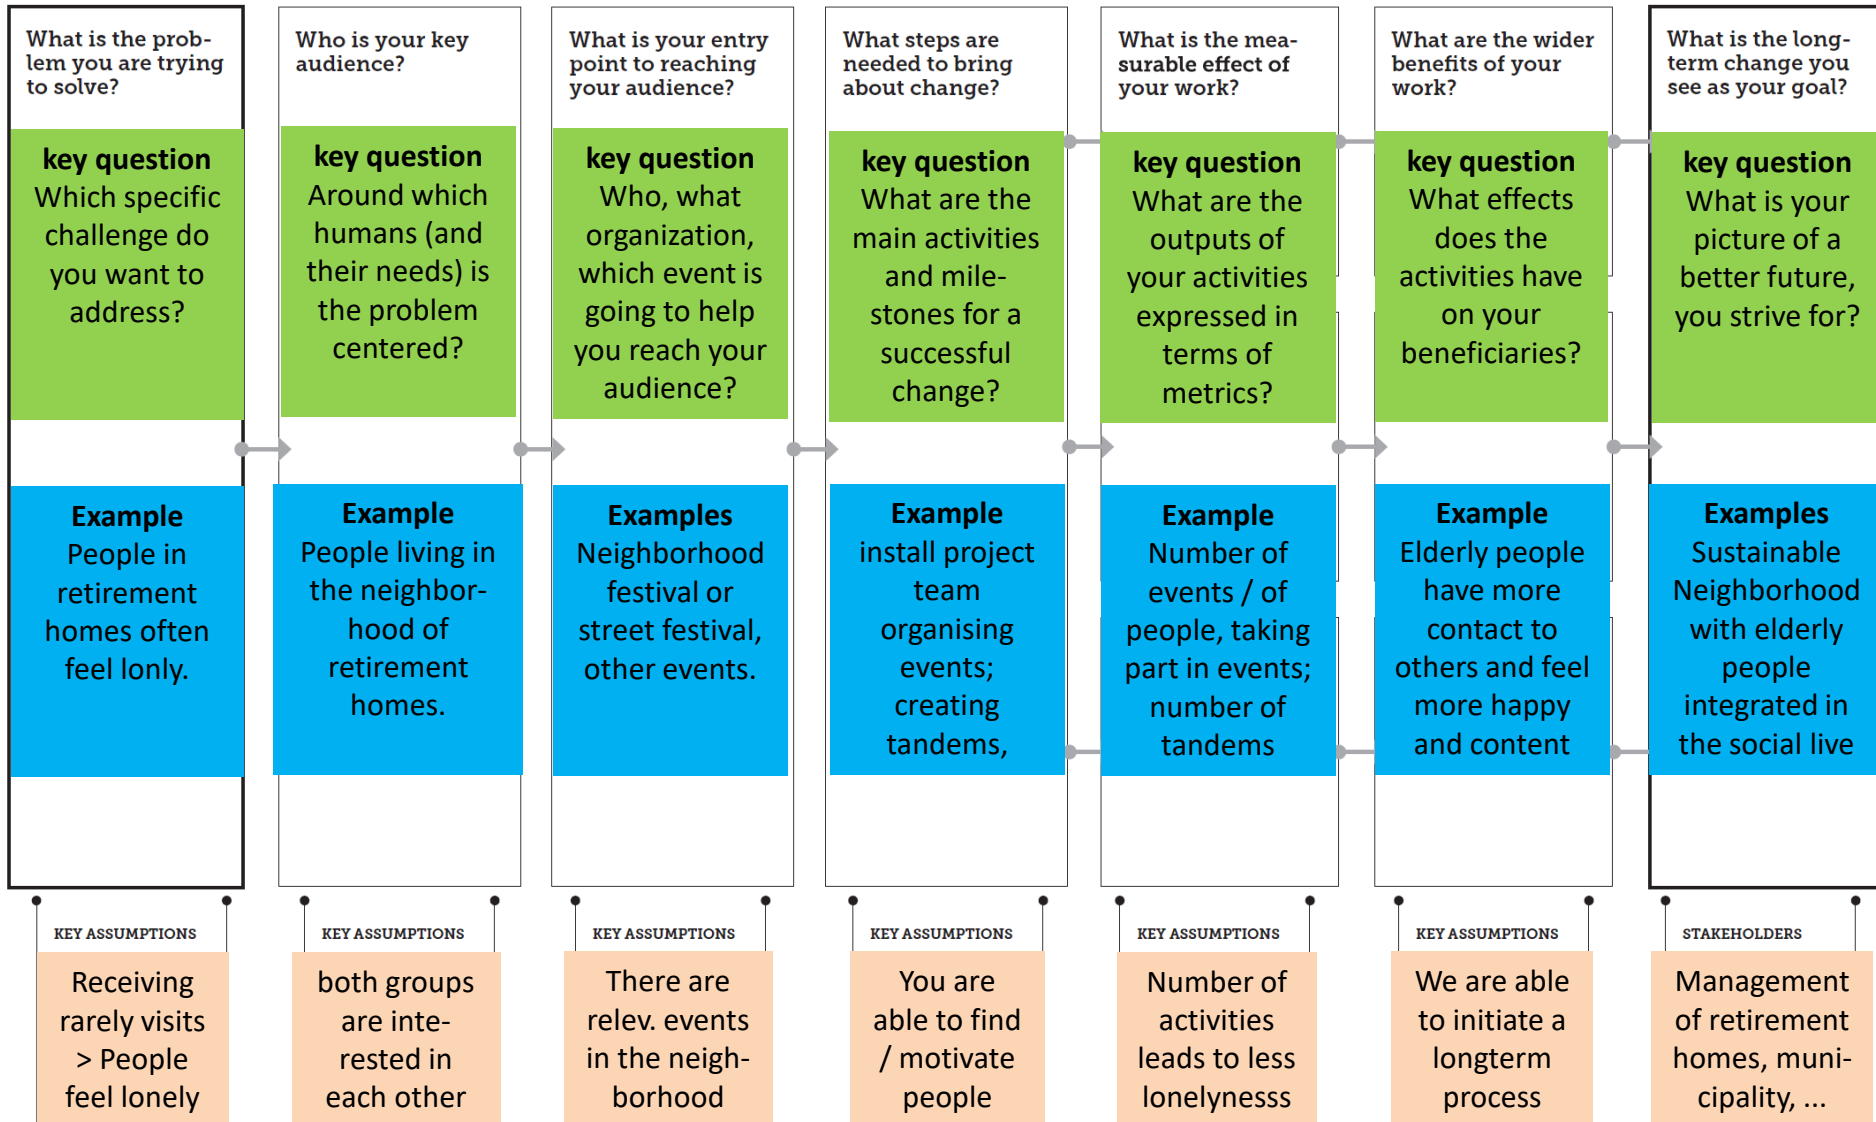 What is the prob-
lem you are trying
to solve?
key question
Which specific
challenge do
you want to
address?
Example
People in
retirement
homes often
feel lonly.
KEY ASSUMPTIONS
Receiving
rarely visits
> People
feel lonely
Who is your key
audience?
key question
Around which
humans (and
their needs) is
the problem
centered?
Example
People living in
the neighbor-
hood of
retirement
homes.
KEY ASSUMPTIONS
both groups
are inte-
rested in
each other
What is your entry
point to reaching
your audience?
key question
Who, what
organization,
which event is
going to help
you reach your
audience?
Examples
Neighborhood
festival or
street festival,
other events.
KEY ASSUMPTIONS
There are
relev. events
in the neigh-
borhood
What steps are
needed to bring
about change?
key question
What are the
main activities
and mile-
stones for a
successful
change?
Example
install project
team
organising
events;
creating
tandems,
KEY ASSUMPTIONS
You are
able to find
/ motivate
people
What is the mea-
surable effect of
your work?
key question
What are the
outputs of
your activities
expressed in
terms of
metrics?
Example
Number of
events / of
people, taking
part in events;
number of
tandems
KEY ASSUMPTIONS
Number of
activities
leads to less
lonelynesss
What are the wider
benefits of your
work?
key question
What effects
does the
activities have
on your
beneficiaries?
Example
Elderly people
have more
contact to
others and feel
more happy
and content
KEY ASSUMPTIONS
We are able
to initiate a
longterm
process
What is the long-
term change you
see as your goal?
key question
What is your
picture of a
better future,
you strive for?
Examples
Sustainable
Neighborhood
with elderly
people
integrated in
the social live
STAKEHOLDERS
Management
of retirement
homes, muni-
cipality, ...